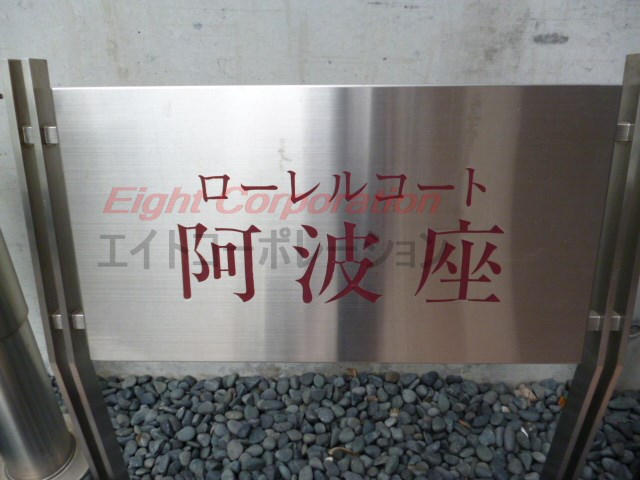 ローレルコート
Eight Corporation
エイトコーポレーション
阿波座